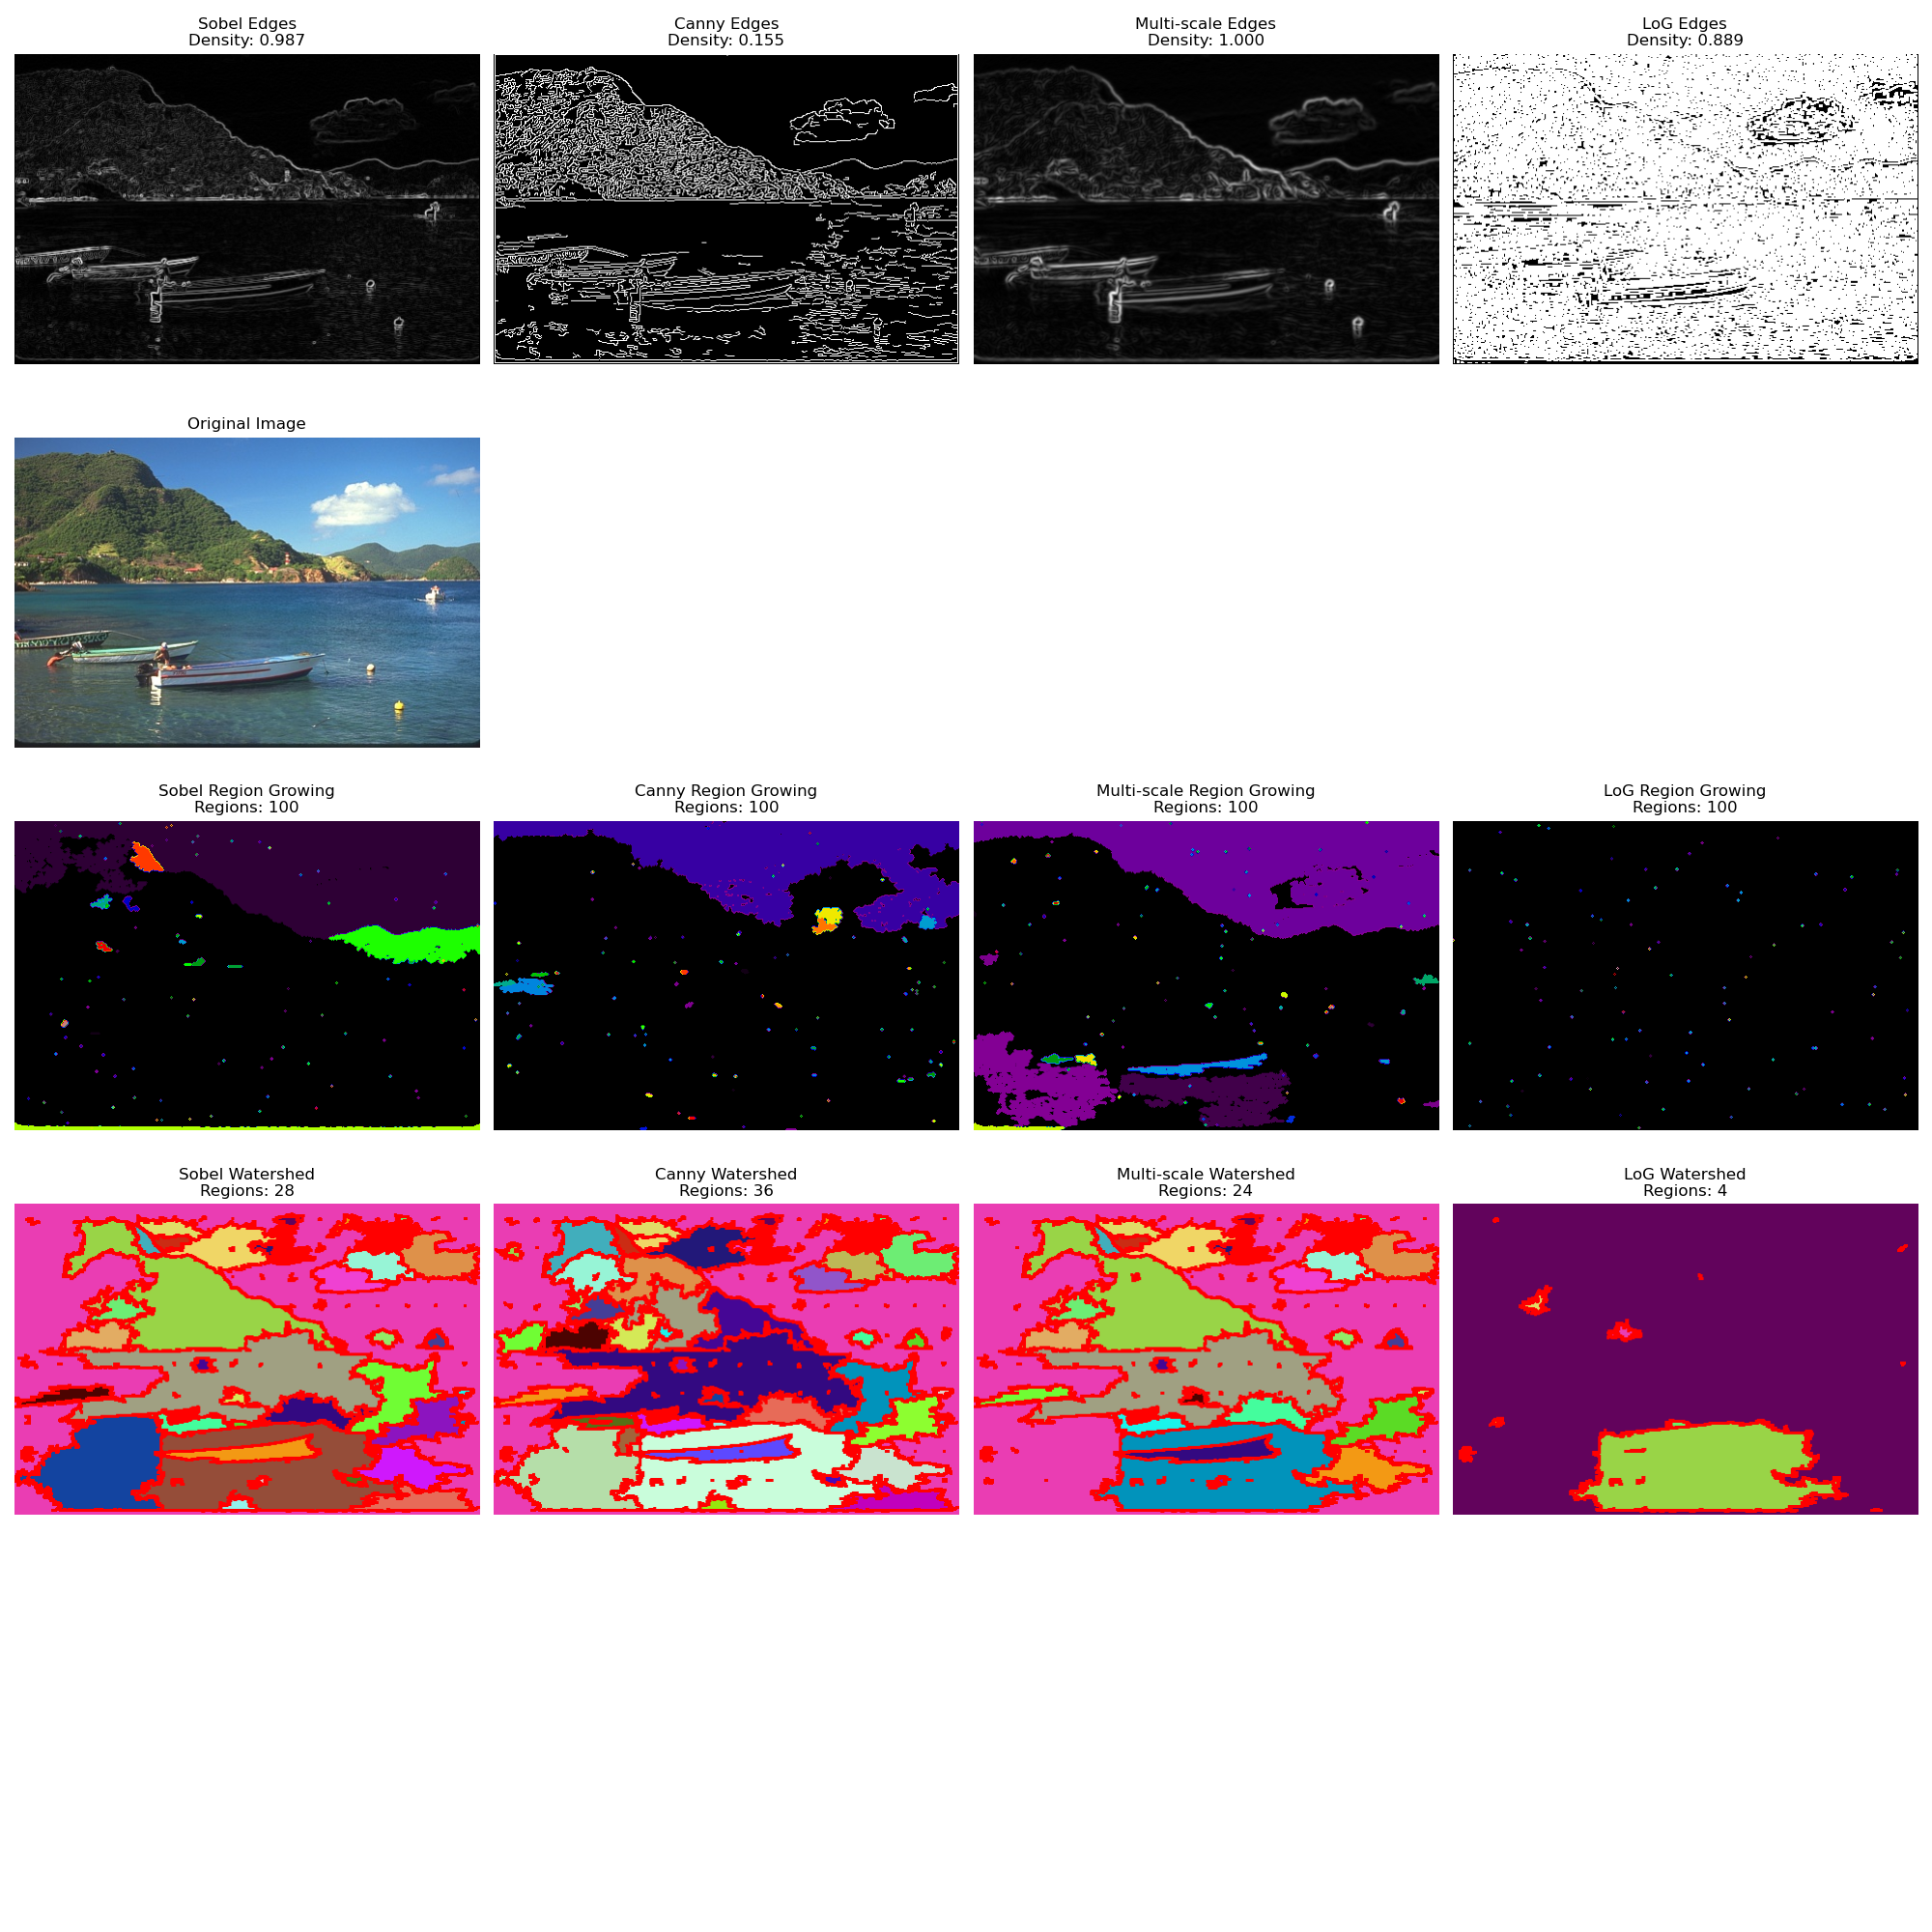 Sobel Edges
Density: 0.987
Canny Edges
Density: 0.155
Multi-scale Edges
Density: 1.000
LoG Edges
Density: 0.889
Original Image
Sobel Region Growing
Regions: 100
Canny Region Growing
Regions: 100
Multi-scale Region Growing
Regions: 100
LoG Region Growing
Regions: 100
Sobel Watershed
Regions: 28
Canny Watershed
Regions: 36
Multi-scale Watershed
Regions: 24
LoG Watershed
Regions: 4